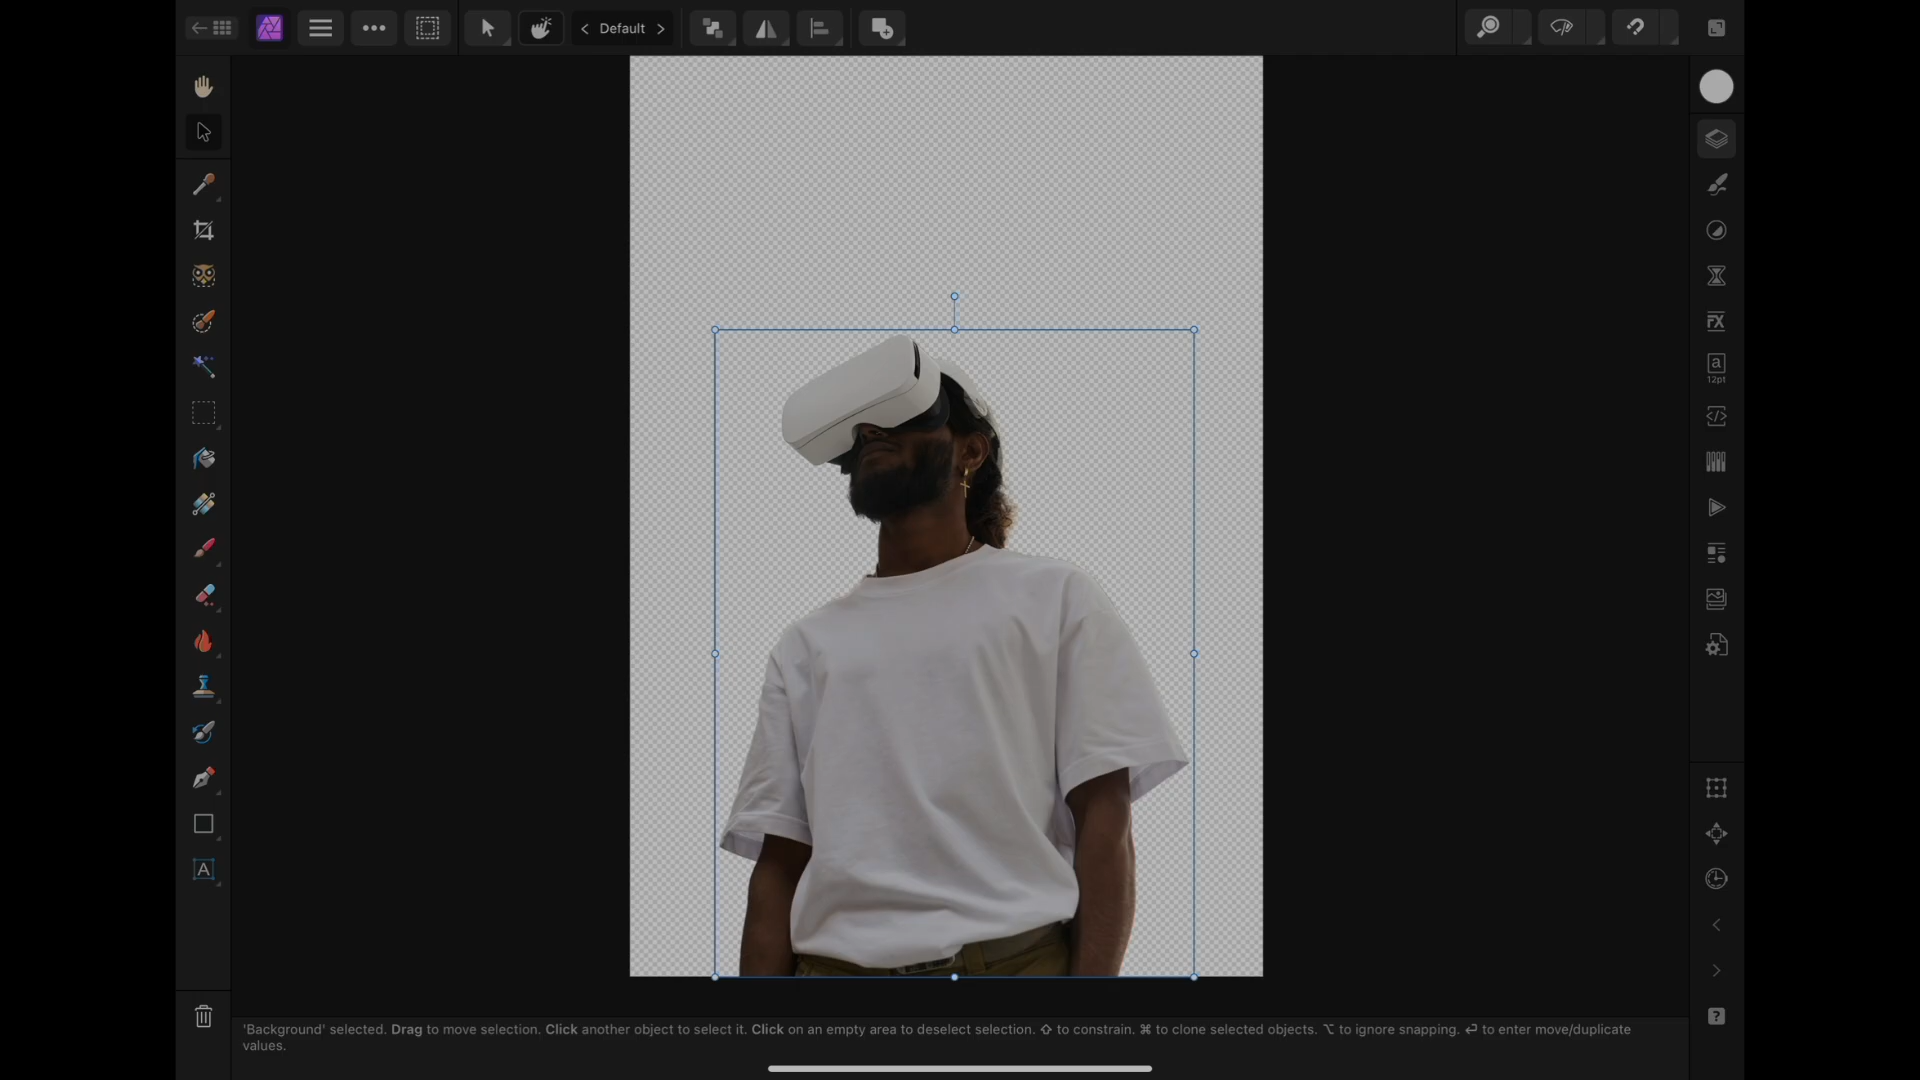 Default
a
12pt
A
?
'Background' selected. Drag to move selection. Click another object to select it. Click on an empty area to deselect selection. ⇧ to constrain. ⌘ to clone selected objects. ⌥ to ignore snapping. ⏎ to enter move/duplicate
values.